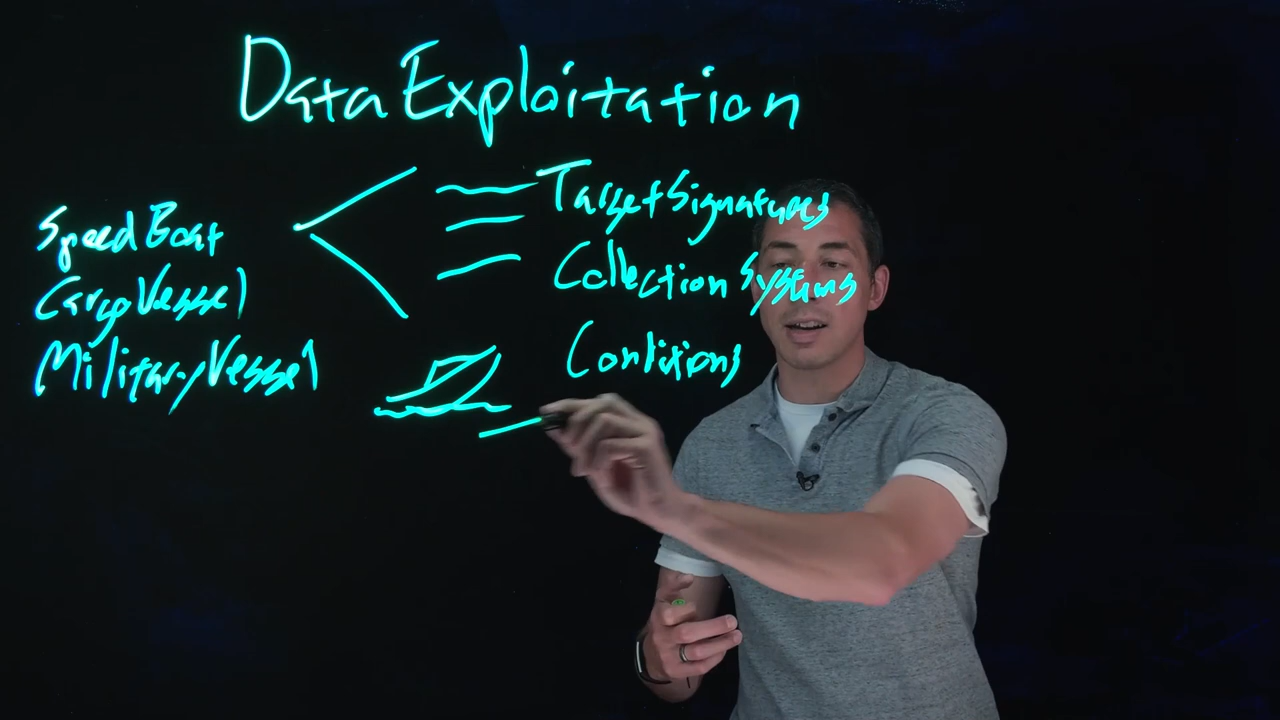 Data Exploitation
Speed Boat
Cargo Vessel
Military Vessel
Target Signatures
Collection Systems
Conditions